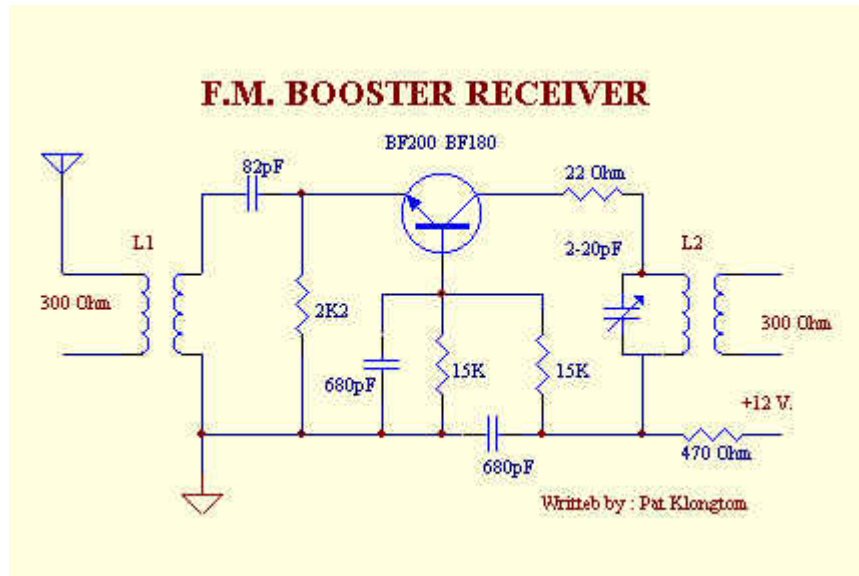 F.M. BOOSTER RECEIVER
BF200 BF180
82pF
22 Ohm
L1
2-20pF
L2
300 Ohm
2K2
300 Ohm
680pF
15K
15K
+12 V.
680pF
470 Ohm
Writteb by : Pat Klongtom